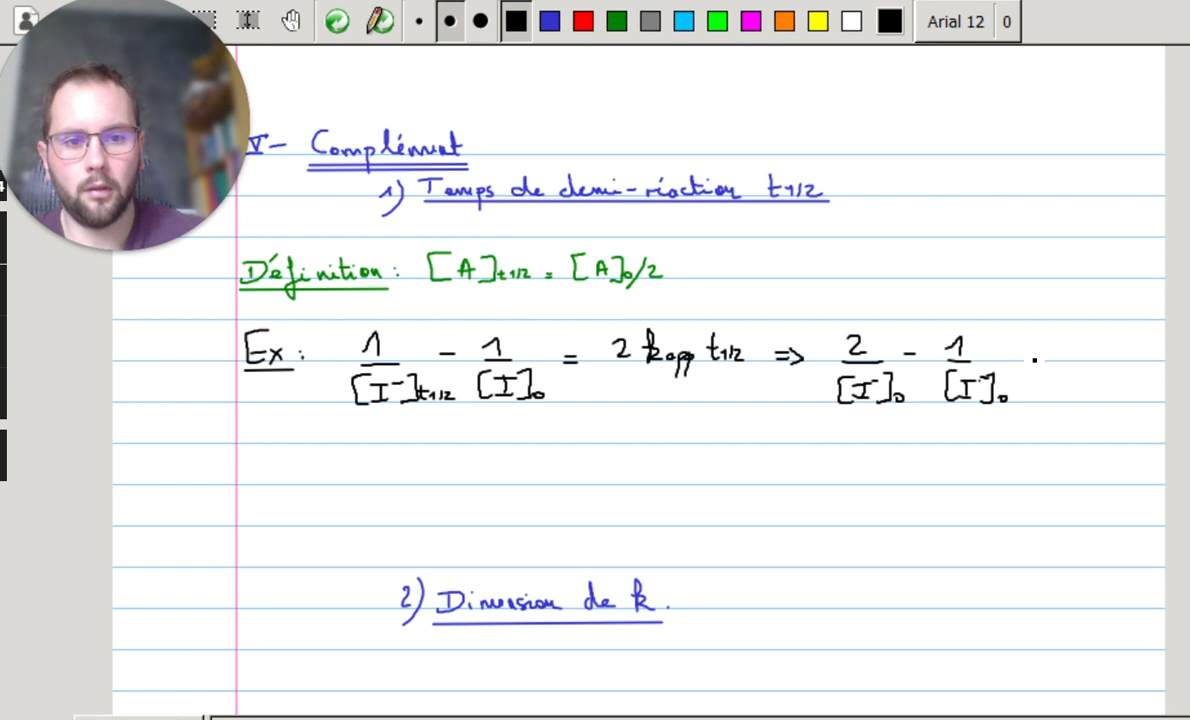 Arial 12 0
V- Complément
1) Temps de demi-réaction t1/2
Définition : [A]t1/2 = [A]0/2
Ex : 1/[I⁻]t1/2 - 1/[I⁻]0 = 2 kapp t1/2 => 2/[I⁻]0 - 1/[I⁻]0
2) Dimension de k.